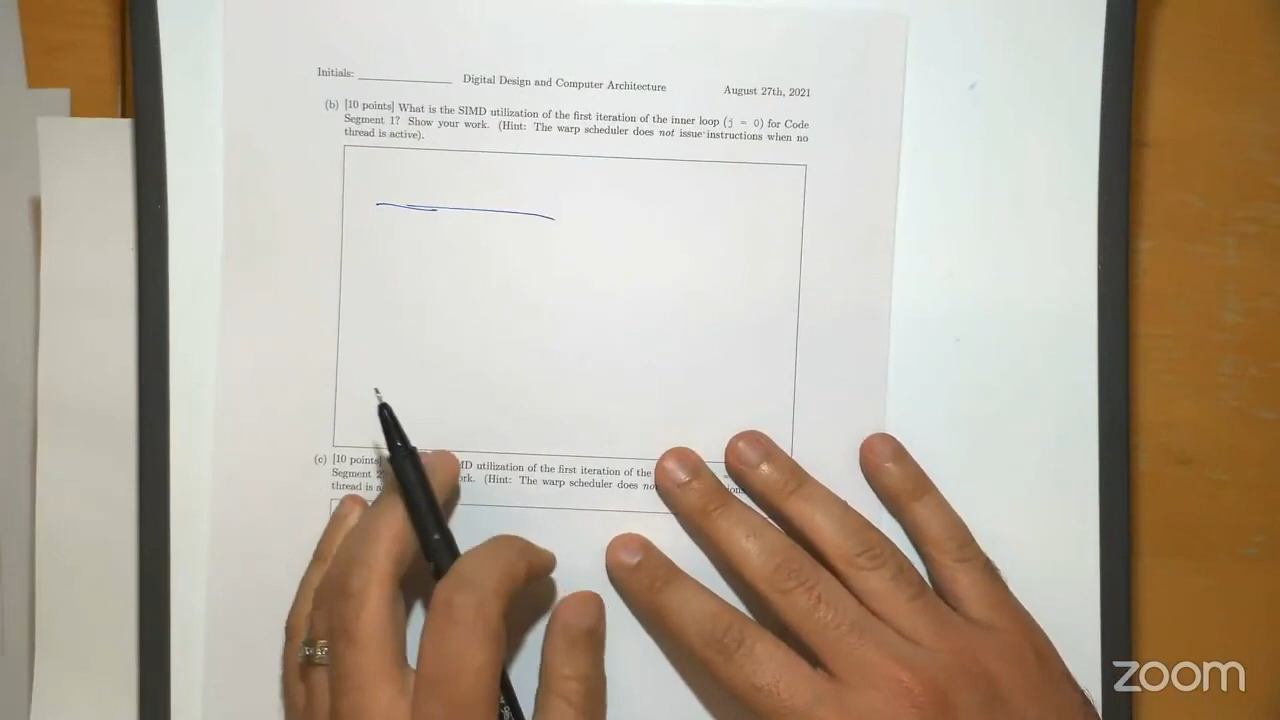 Initials: Digital Design and Computer Architecture August 27th, 2021
(b) [10 points] What is the SIMD utilization of the first iteration of the inner loop (j = 0) for Code
Segment 1? Show your work. (Hint: The warp scheduler does not issue instructions when no
thread is active).
(c) [10 points] utilization of the first iteration of the
Segment (Hint: The warp scheduler does
thread is
zoom